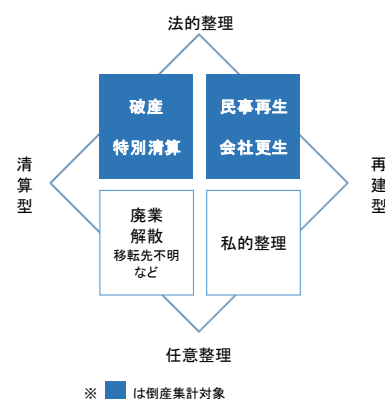 法的整理
破産
特別清算
民事再生
会社更生
清算型
再建型
廃業
解散
移転先不明
など
私的整理
任意整理
※ は倒産集計対象